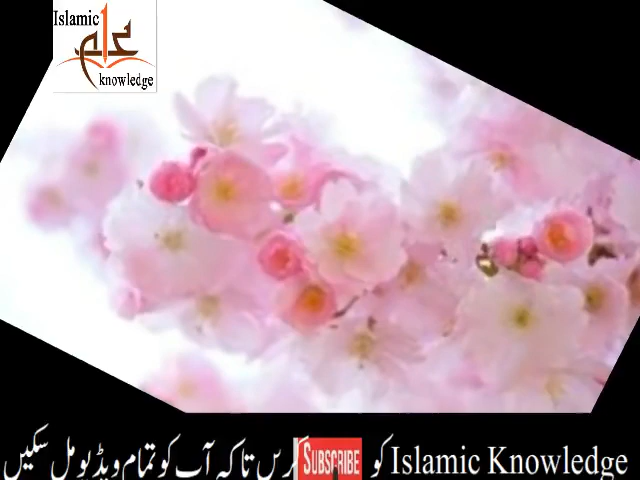 Islamic
علم
knowledge
Islamic Knowledge کو SUBSCRIBE کریں تاکہ آپ کو تمام ویڈیو مل سکیں